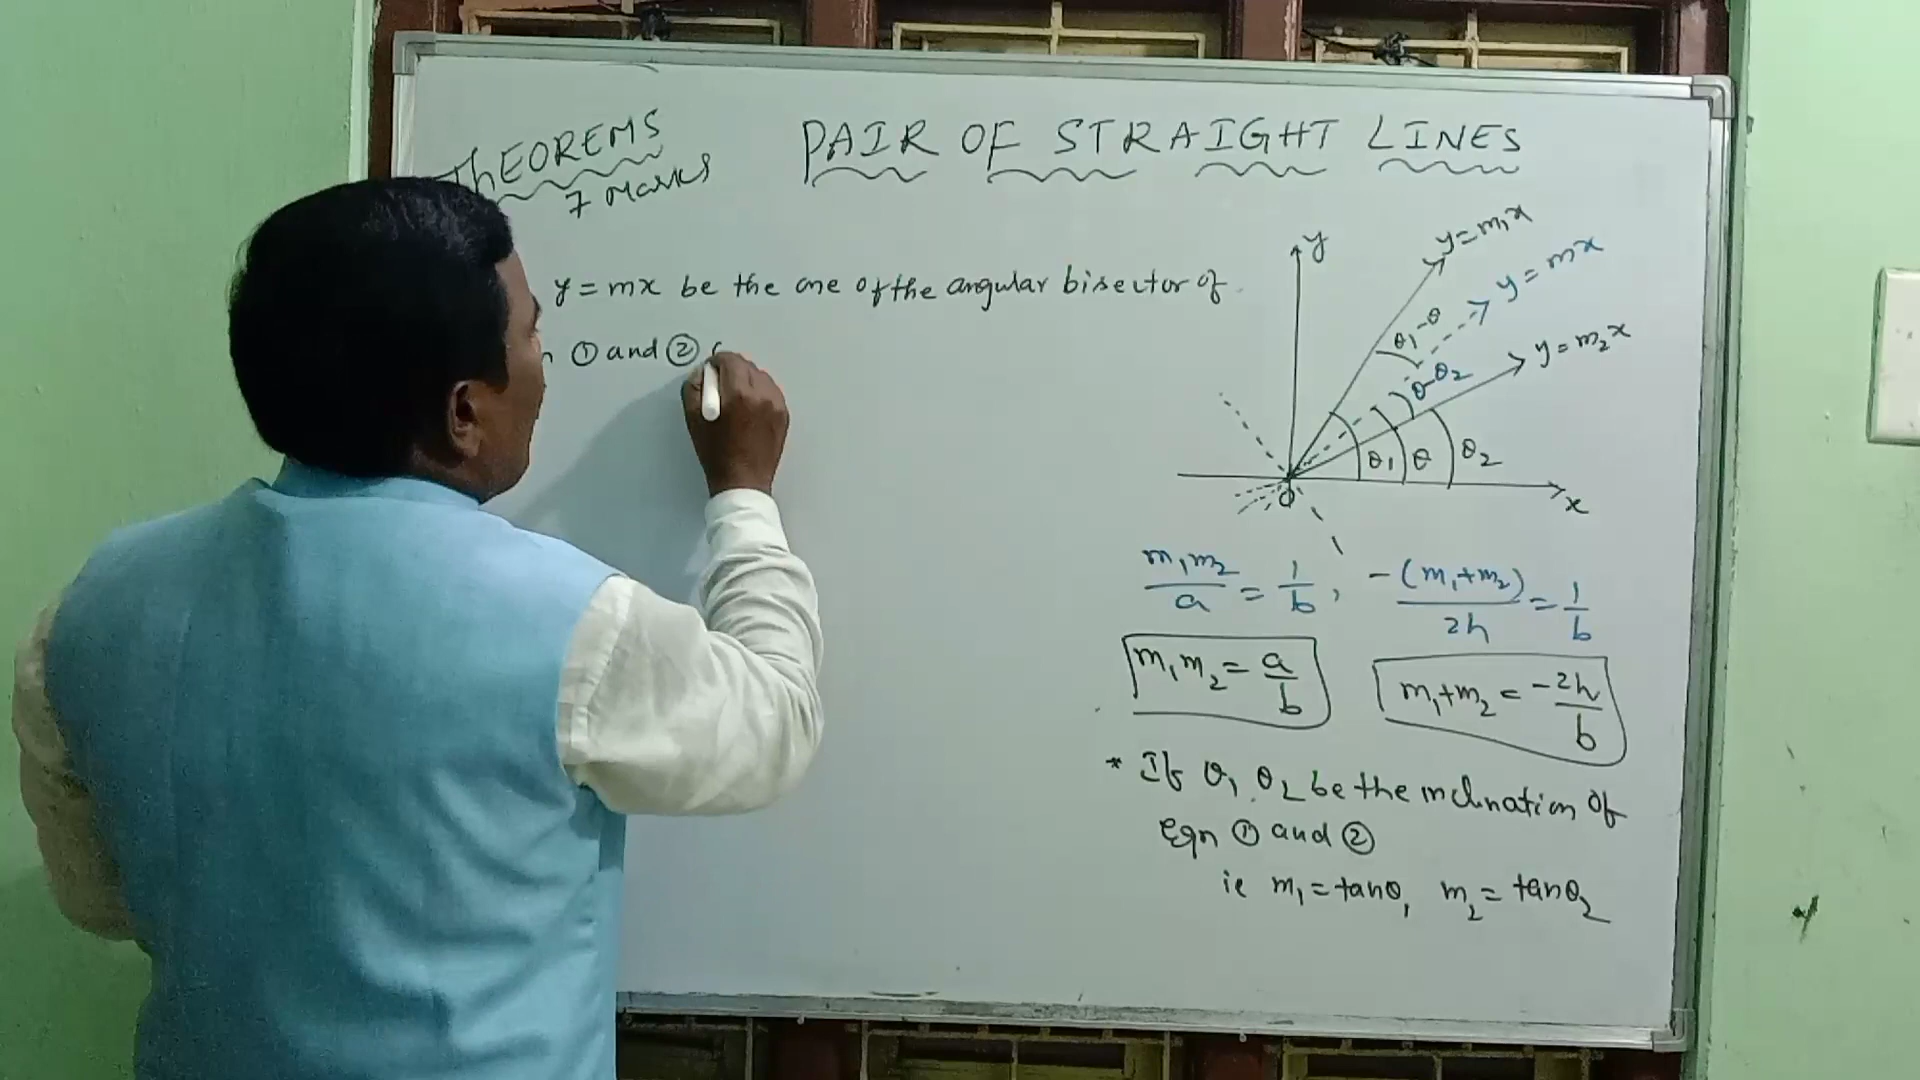 THEOREMS
7 Marks
PAIR OF STRAIGHT LINES
y = mx be the one of the angular bisector of
① and ②
y
y = m₁x
y = mx
y = m₂x
θ₁-θ
θ-θ₂
θ₁
θ
θ₂
O
x
m₁m₂/a = 1/b, -(m₁+m₂)/2h = 1/b
m₁m₂ = a/b
m₁+m₂ = -2h/b
* If θ₁, θ₂ be the inclination of
Eqn ① and ②
ie m₁ = tanθ₁, m₂ = tanθ₂